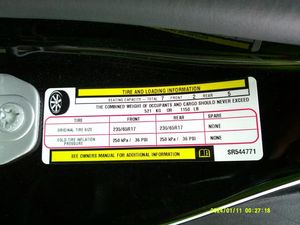 TIRE AND LOADING INFORMATION
SEATING CAPACITY - TOTAL 7 FRONT 2 REAR 5
THE COMBINED WEIGHT OF OCCUPANTS AND CARGO SHOULD NEVER EXCEED
521 KG OR 1150 LB
TIRE FRONT REAR SPARE
ORIGINAL TIRE SIZE 235/65R17 235/65R17 NONE
COLD TIRE INFLATION PRESSURE 250 kPa / 36 PSI 250 kPa / 36 PSI NONE
SEE OWNERS MANUAL FOR ADDITIONAL INFORMATION
SR544771
2024/01/11 00:27:18